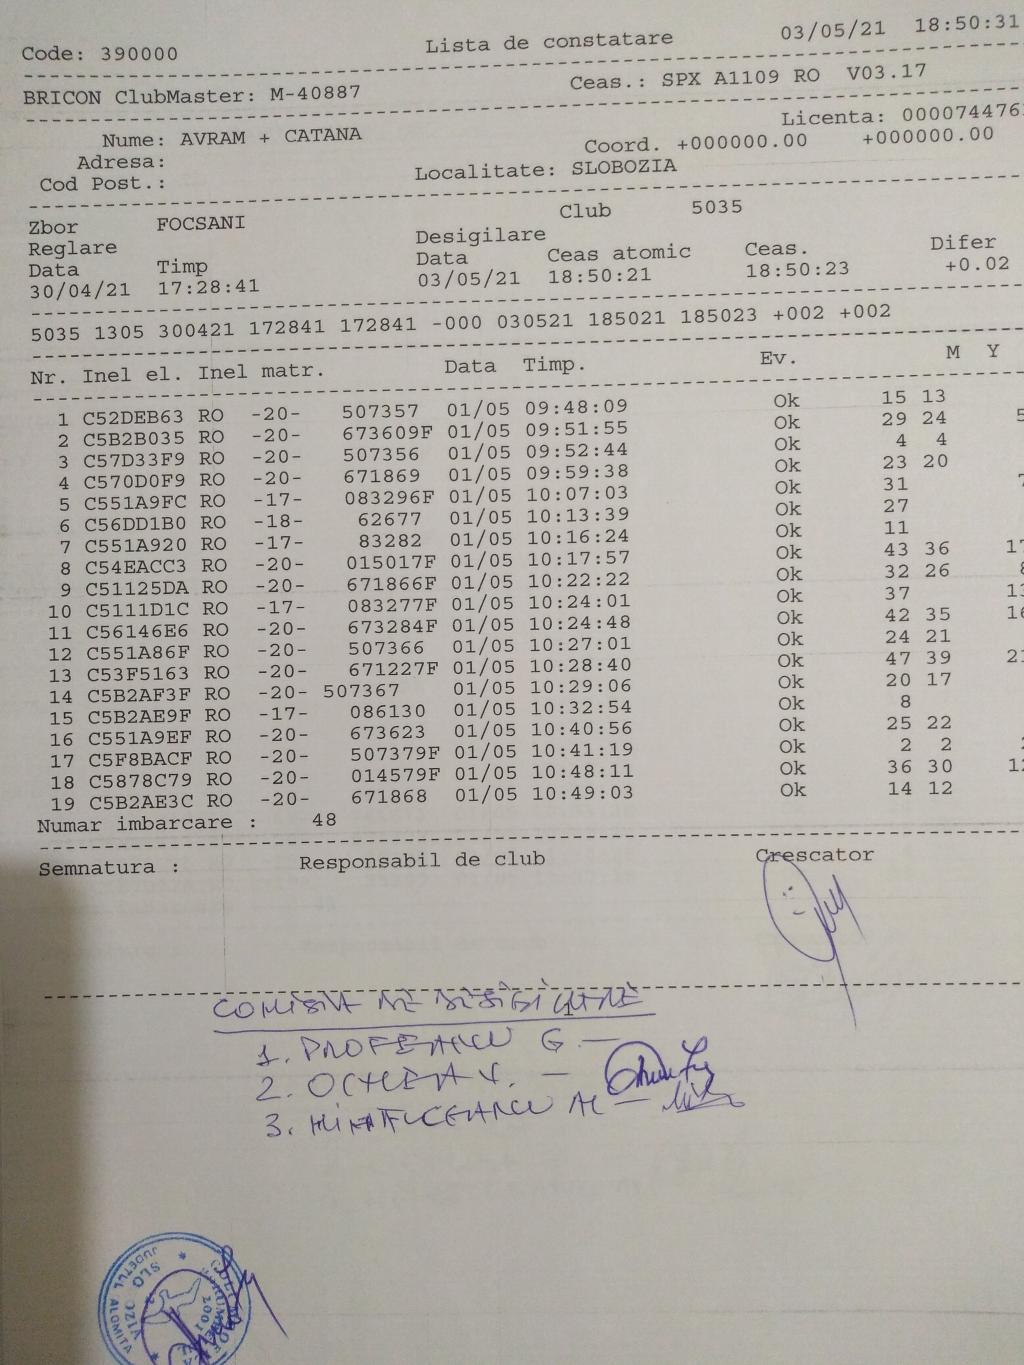 Code: 390000 Lista de constatare 03/05/21 18:50:31
BRICON ClubMaster: M-40887 Ceas.: SPX A1109 RO V03.17
Nume: AVRAM + CATANA Licenta: 000074476
Adresa: Coord. +000000.00 +000000.00
Cod Post.: Localitate: SLOBOZIA
Zbor FOCSANI Club 5035
Reglare Desigilare
Data Timp Data Ceas atomic Ceas. Difer
30/04/21 17:28:41 03/05/21 18:50:21 18:50:23 +0.02
5035 1305 300421 172841 172841 -000 030521 185021 185023 +002 +002
Nr. Inel el. Inel matr. Data Timp. Ev. M Y
1 C52DEB63 RO -20- 507357 01/05 09:48:09 Ok 15 13
2 C5B2B035 RO -20- 673609F 01/05 09:51:55 Ok 29 24 5
3 C57D33F9 RO -20- 507356 01/05 09:52:44 Ok 4 4
4 C570D0F9 RO -20- 671869 01/05 09:59:38 Ok 23 20
5 C551A9FC RO -17- 083296F 01/05 10:07:03 Ok 31 7
6 C56DD1B0 RO -18- 62677 01/05 10:13:39 Ok 27
7 C551A920 RO -17- 83282 01/05 10:16:24 Ok 11
8 C54EACC3 RO -20- 015017F 01/05 10:17:57 Ok 43 36 17
9 C51125DA RO -20- 671866F 01/05 10:22:22 Ok 32 26 8
10 C5111D1C RO -17- 083277F 01/05 10:24:01 Ok 37 13
11 C56146E6 RO -20- 673284F 01/05 10:24:48 Ok 42 35 16
12 C551A86F RO -20- 507366 01/05 10:27:01 Ok 24 21
13 C53F5163 RO -20- 671227F 01/05 10:28:40 Ok 47 39 21
14 C5B2AF3F RO -20- 507367 01/05 10:29:06 Ok 20 17
15 C5B2AE9F RO -17- 086130 01/05 10:32:54 Ok 8
16 C551A9EF RO -20- 673623 01/05 10:40:56 Ok 25 22
17 C5F8BACF RO -20- 507379F 01/05 10:41:19 Ok 2 2
18 C5878C79 RO -20- 014579F 01/05 10:48:11 Ok 36 30 12
19 C5B2AE3C RO -20- 671868 01/05 10:49:03 Ok 14 12
Numar imbarcare : 48
Semnatura : Responsabil de club Crescator
COMISIA DE DESIGILARE
1. PROFEANCU G. -
2. V. -
3. -
JUDETUL IALOMITA
SLOBOZIA
2001